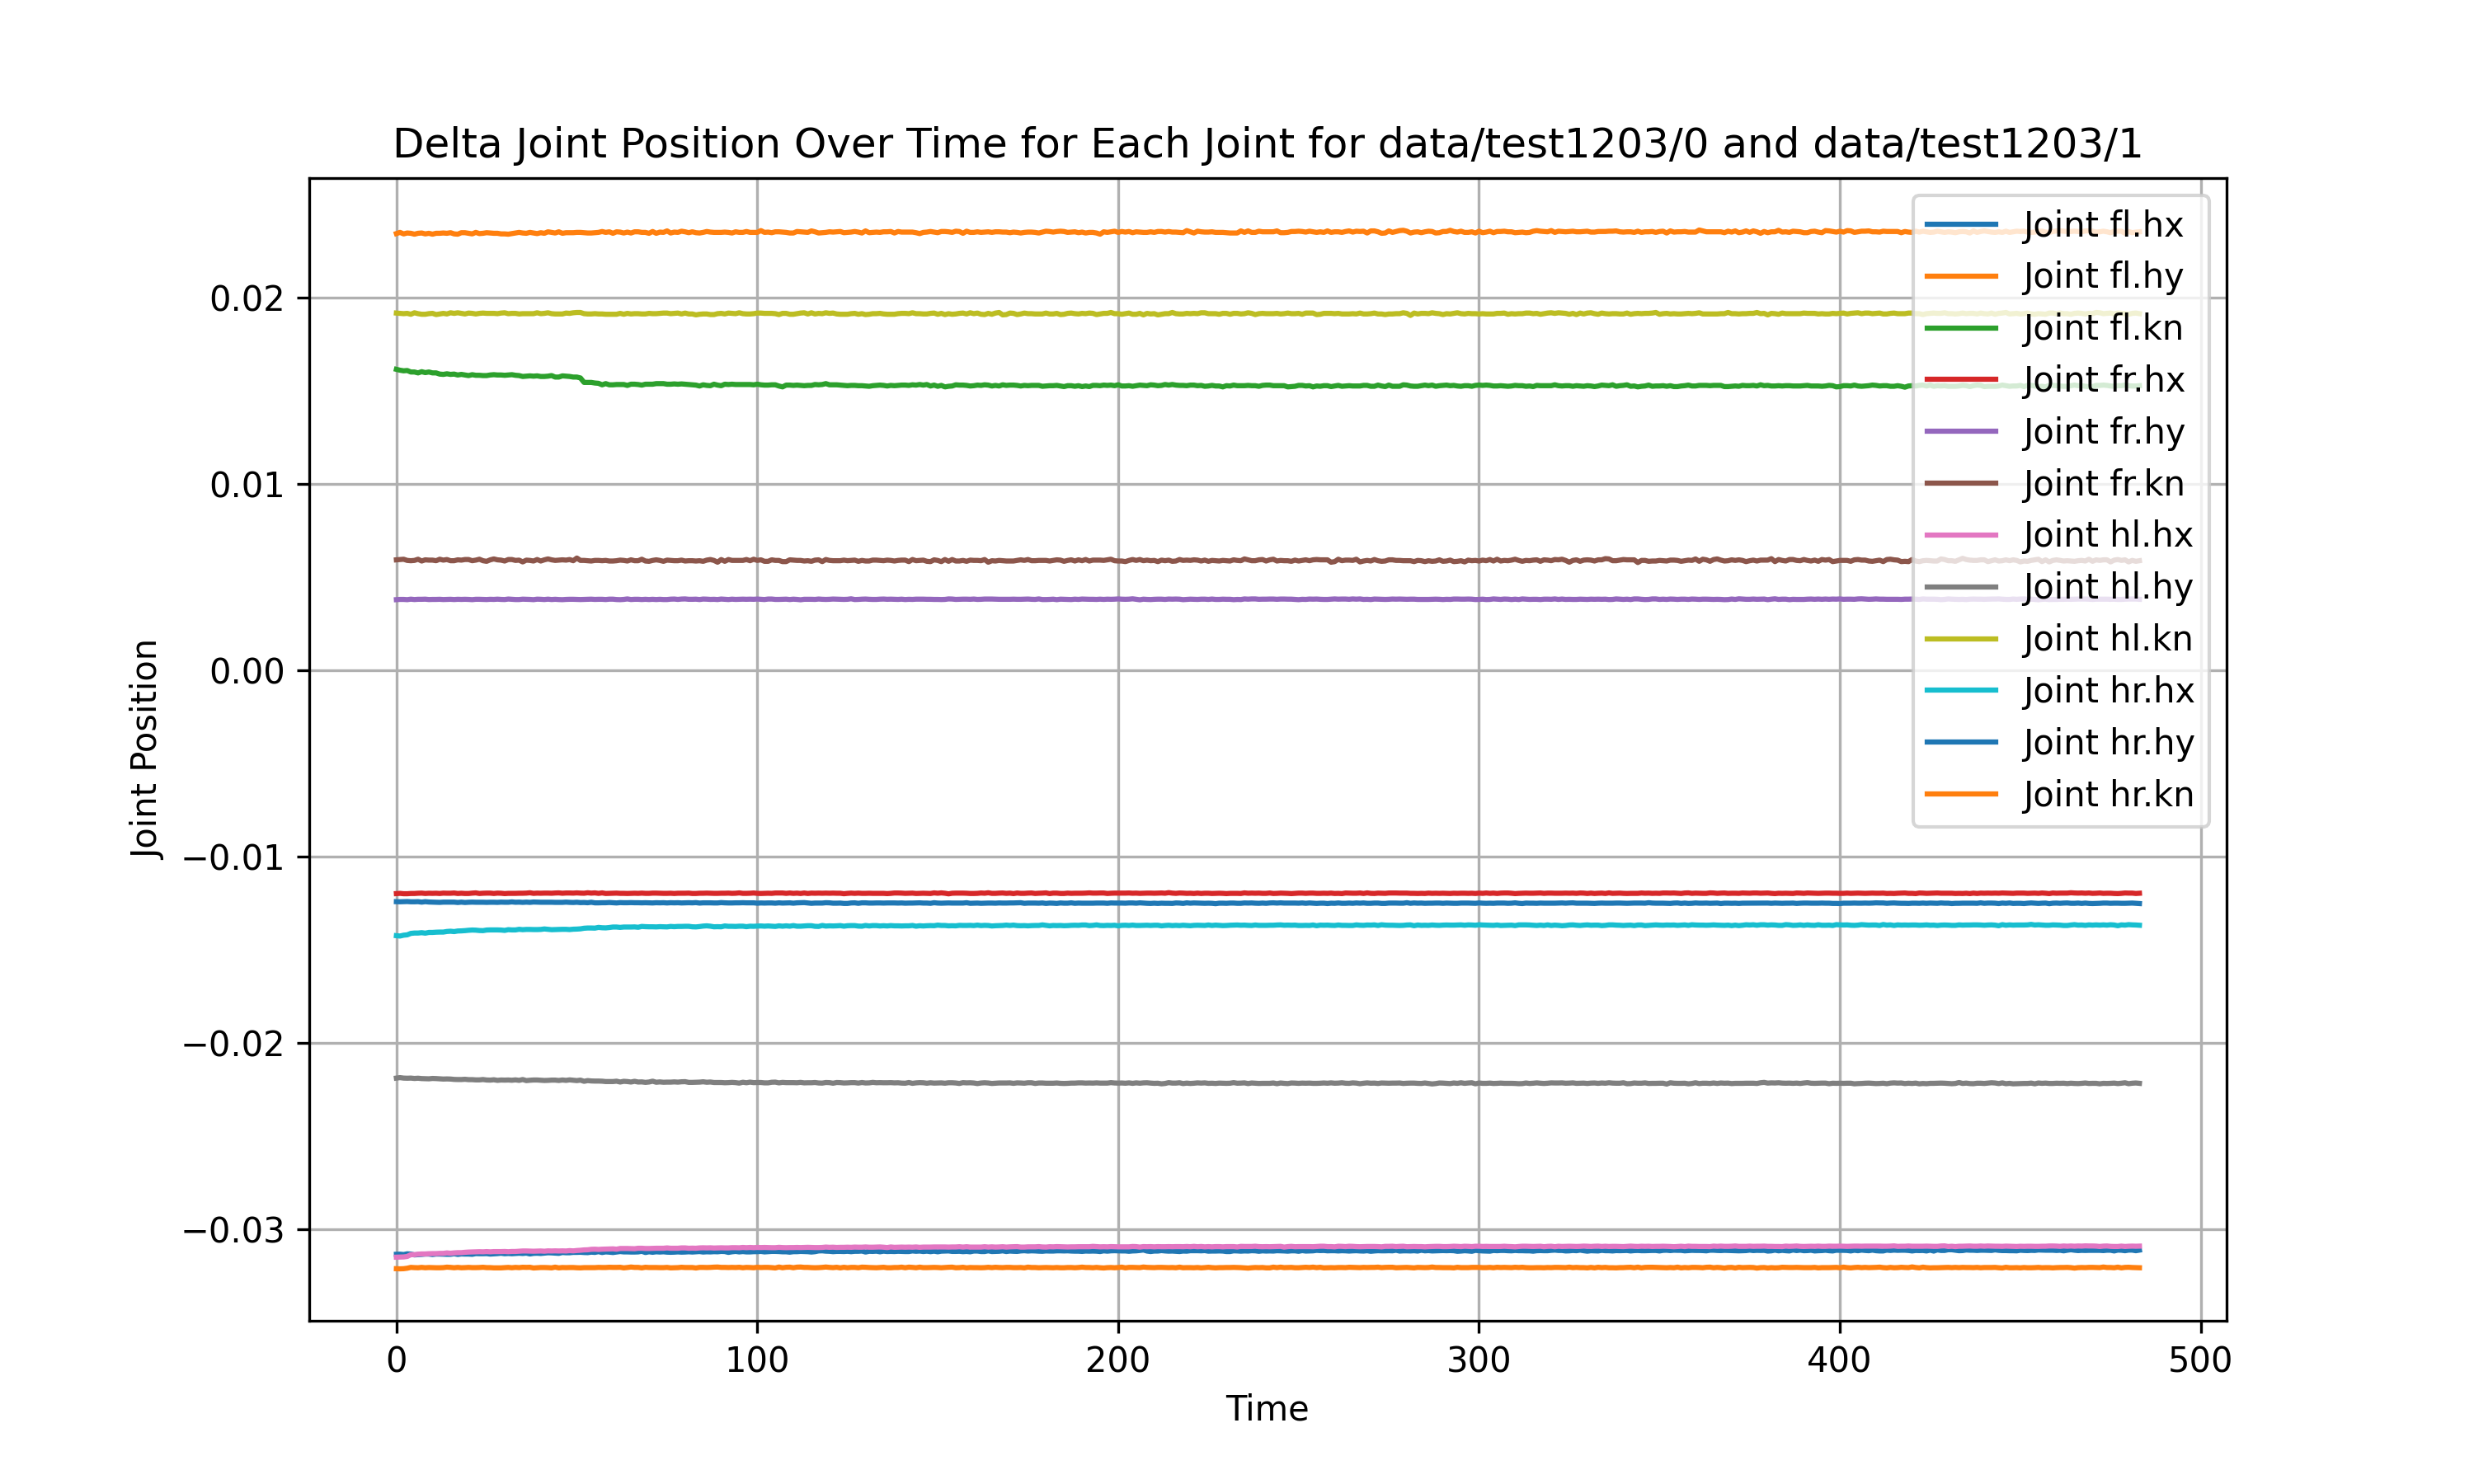 Delta Joint Position Over Time for Each Joint for data/test1203/0 and data/test1203/1
Joint fl.hx
Joint fl.hy
Joint fl.kn
Joint fr.hx
Joint fr.hy
Joint fr.kn
Joint hl.hx
Joint hl.hy
Joint hl.kn
Joint hr.hx
Joint hr.hy
Joint hr.kn
Joint Position
0.02
0.01
0.00
−0.01
−0.02
−0.03
0 100 200 300 400 500
Time